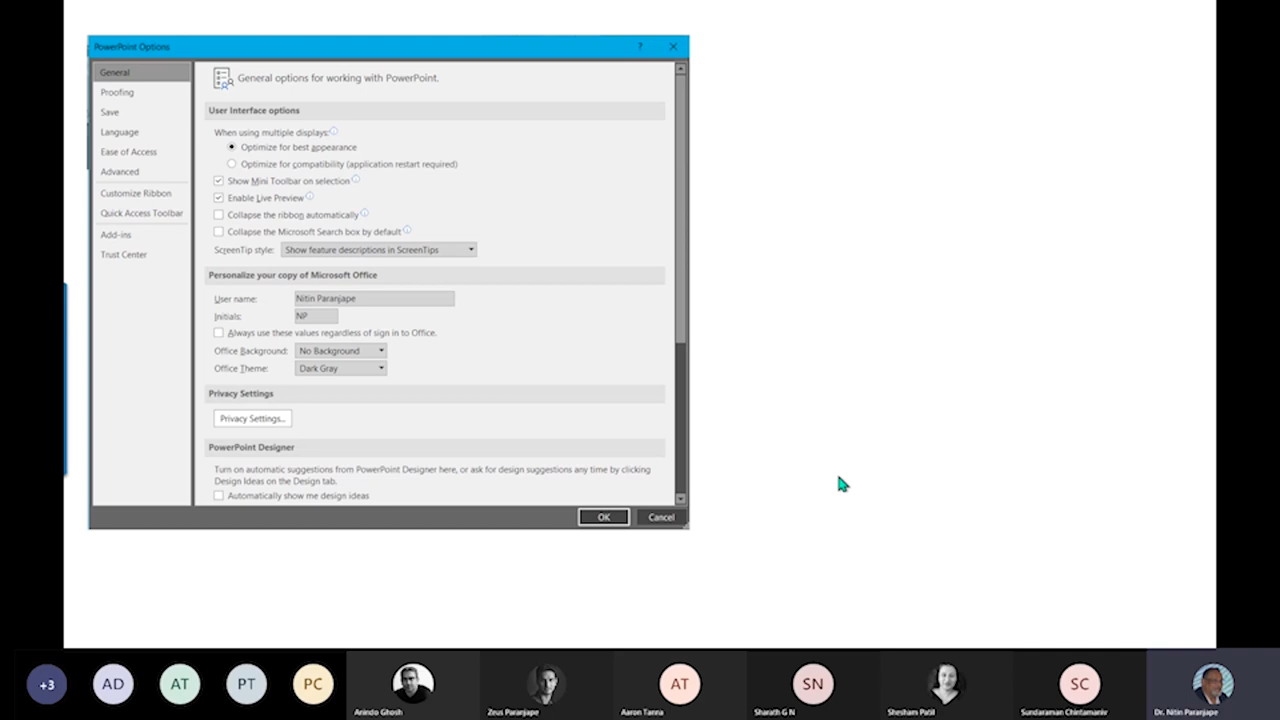 PowerPoint Options
?
General
Proofing
Save
Language
Ease of Access
Advanced
Customize Ribbon
Quick Access Toolbar
Add-ins
Trust Center
General options for working with PowerPoint.
User Interface options
When using multiple displays:
Optimize for best appearance
Optimize for compatibility (application restart required)
Show Mini Toolbar on selection
Enable Live Preview
Collapse the ribbon automatically
Collapse the Microsoft Search box by default
ScreenTip style: Show feature descriptions in ScreenTips
Personalize your copy of Microsoft Office
User name: Nitin Paranjape
Initials: NP
Always use these values regardless of sign in to Office.
Office Background: No Background
Office Theme: Dark Gray
Privacy Settings
Privacy Settings...
PowerPoint Designer
Turn on automatic suggestions from PowerPoint Designer here, or ask for design suggestions any time by clicking
Design Ideas on the Design tab.
Automatically show me design ideas
OK Cancel
+3 AD AT PT PC AT SN SC
Anindo Ghosh Zeus Paranjape Aaron Tanna Sharath G N Shesham Patil Sundaraman Chintamaniv Dr. Nitin Paranjape